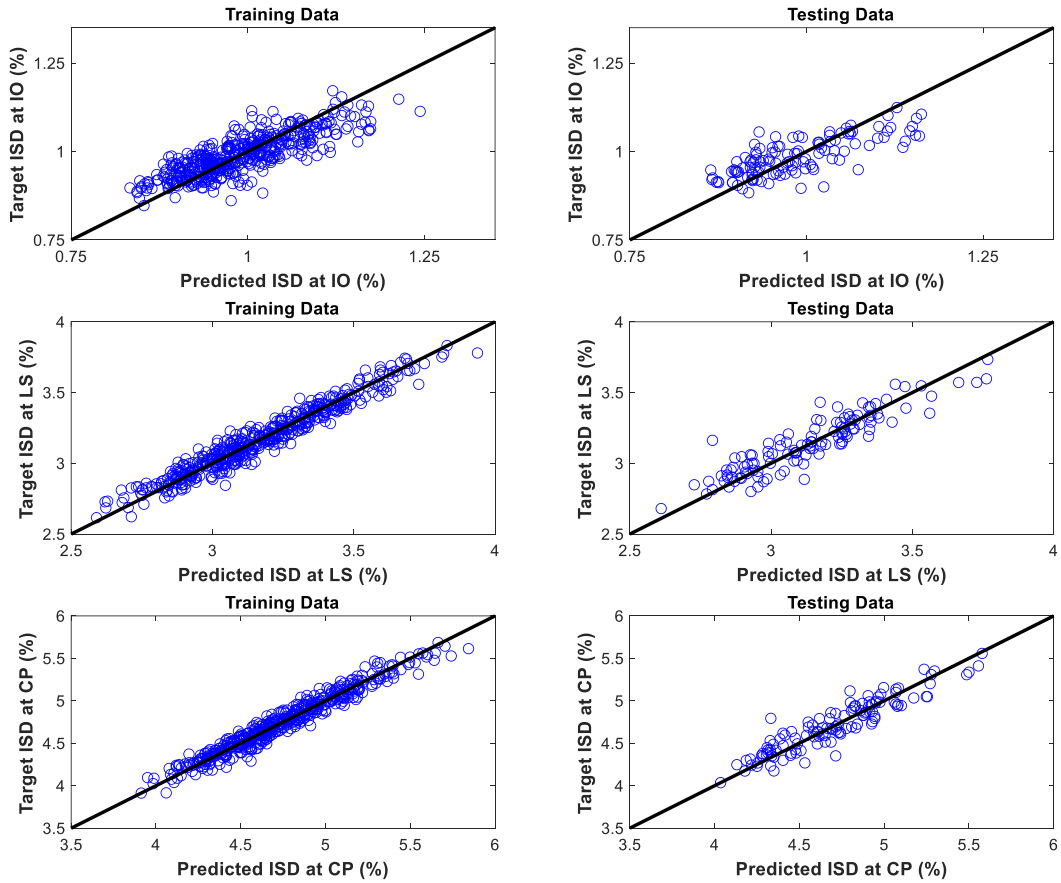 Training Data
Target ISD at IO (%)
1.25
1
0.75
0.75
1
1.25
Predicted ISD at IO (%)
Testing Data
Target ISD at IO (%)
1.25
1
0.75
0.75
1
1.25
Predicted ISD at IO (%)
Training Data
Target ISD at LS (%)
4
3.5
3
2.5
2.5
3
3.5
4
Predicted ISD at LS (%)
Testing Data
Target ISD at LS (%)
4
3.5
3
2.5
2.5
3
3.5
4
Predicted ISD at LS (%)
Training Data
Target ISD at CP (%)
6
5.5
5
4.5
4
3.5
3.5
4
4.5
5
5.5
6
Predicted ISD at CP (%)
Testing Data
Target ISD at CP (%)
6
5.5
5
4.5
4
3.5
3.5
4
4.5
5
5.5
6
Predicted ISD at CP (%)